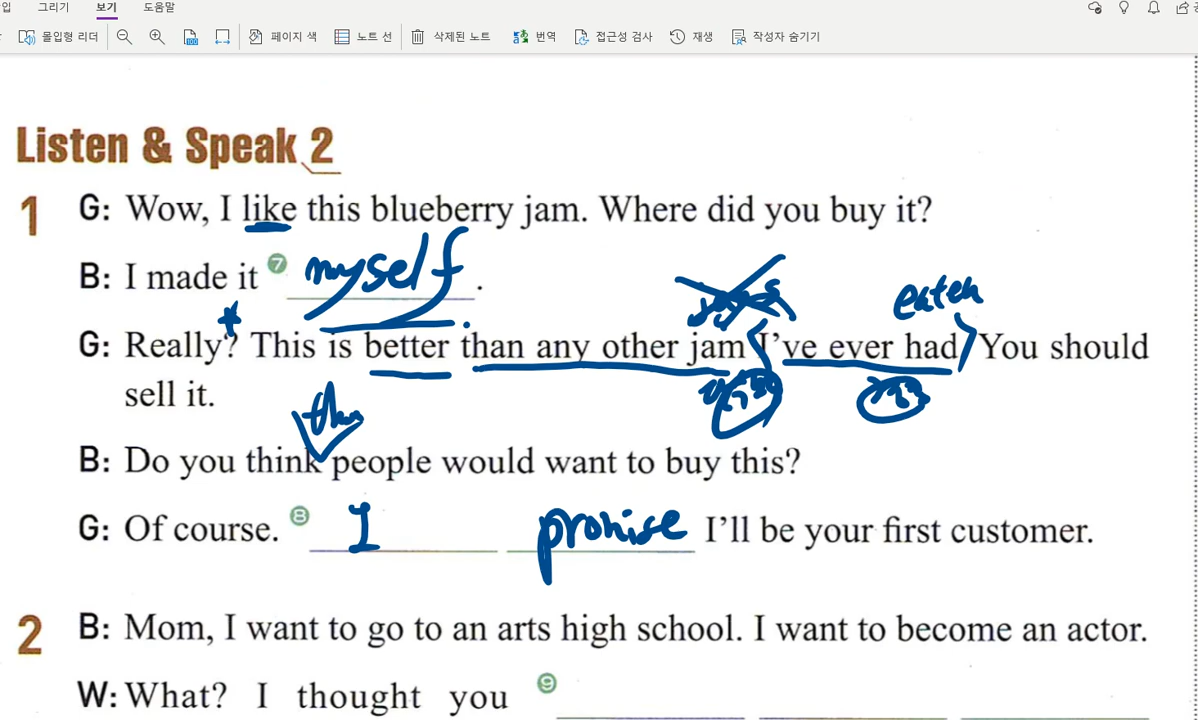 입 그리기 보기 도움말
몰입형 리더 100 페이지 색 노트 선 삭제된 노트 번역 접근성 검사 재생 작성자 숨기기
Listen & Speak 2
1 G: Wow, I like this blueberry jam. Where did you buy it?
B: I made it ⑦ myself.
eaten
G: Really? This is better than any other jam I've ever had. You should
sell it.
B: Do you think people would want to buy this?
G: Of course. ⑧ I promise I'll be your first customer.
2 B: Mom, I want to go to an arts high school. I want to become an actor.
W: What? I thought you ⑨